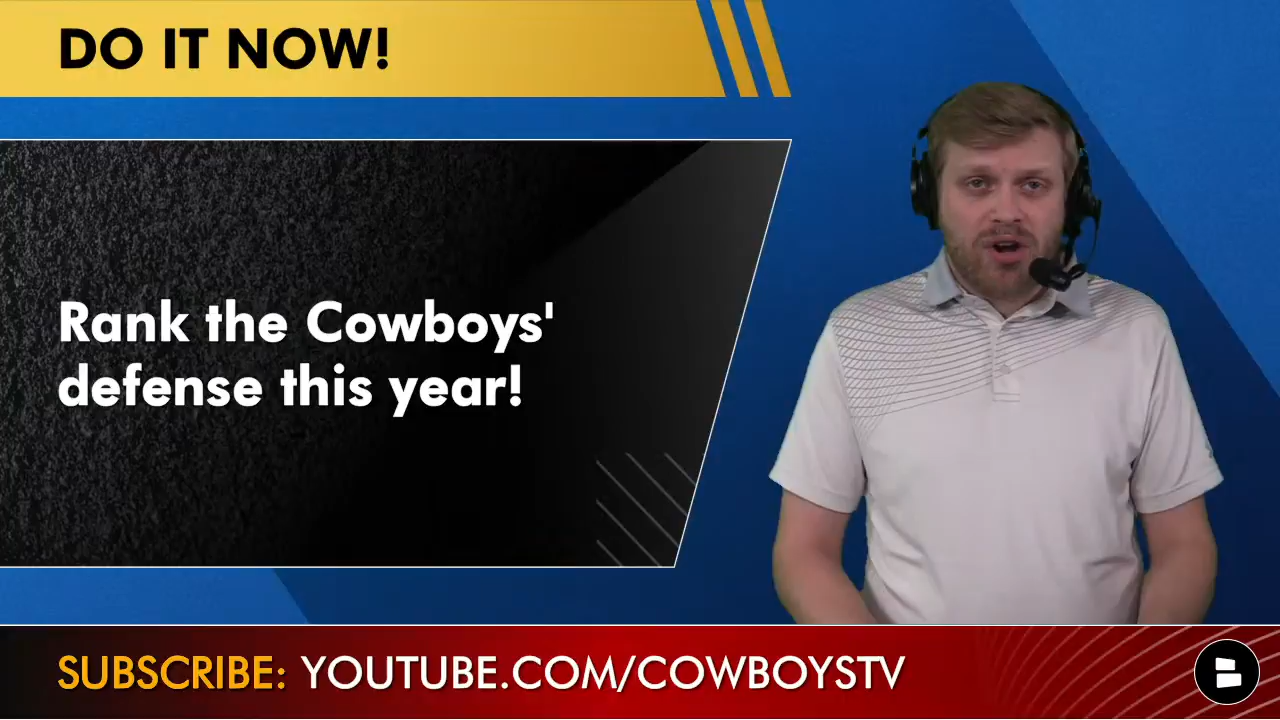 DO IT NOW!
Rank the Cowboys'
defense this year!
SUBSCRIBE: YOUTUBE.COM/COWBOYSTV